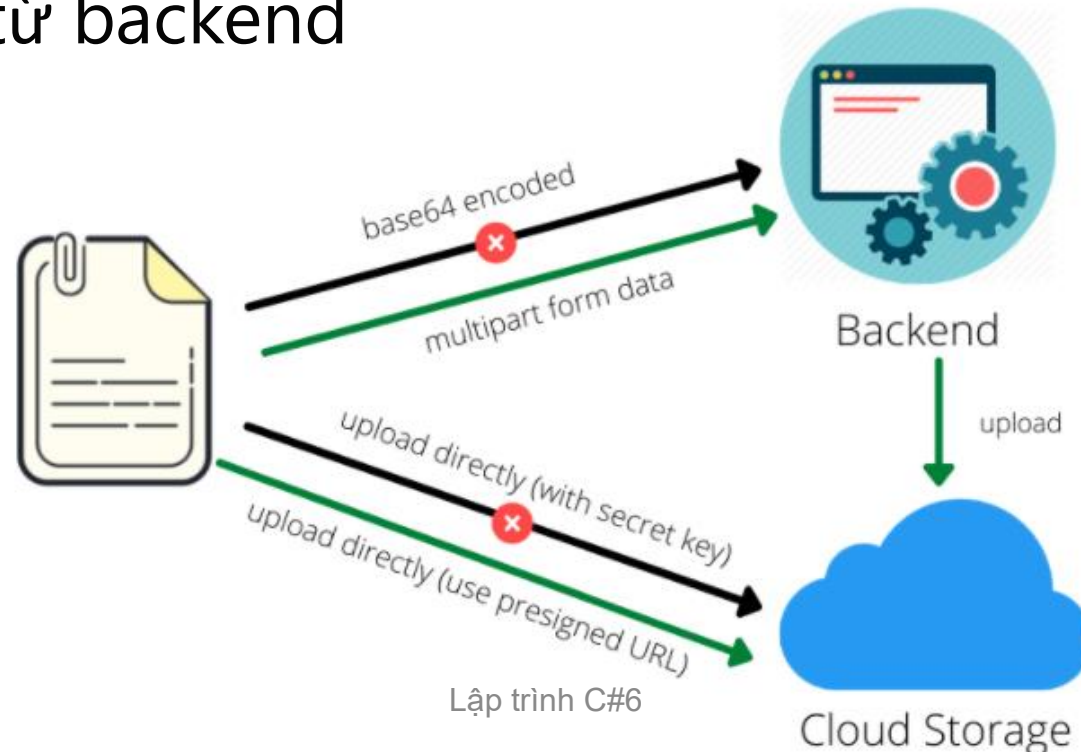 từ backend
base64 encoded
multipart form data
Backend
upload
upload directly (with secret key)
upload directly (use presigned URL)
Lập trình C#6
Cloud Storage